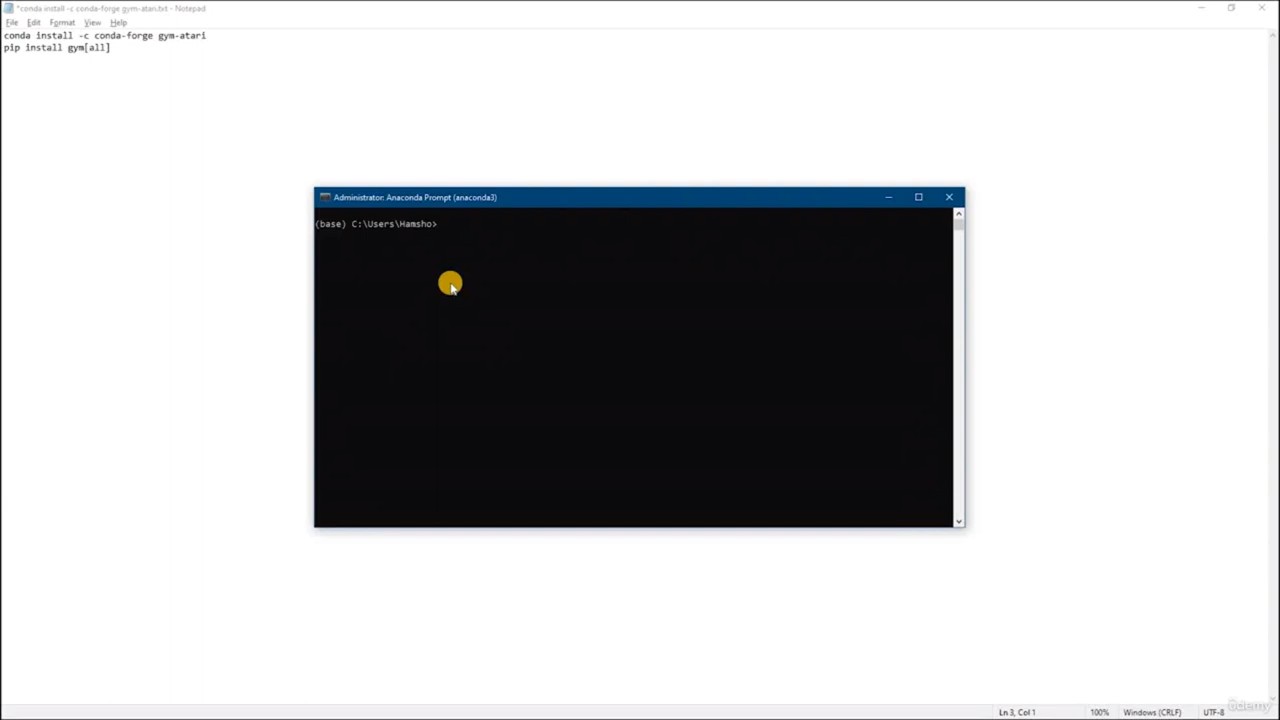 *conda install -c conda-forge gym-atari.txt - Notepad
File Edit Format View Help
conda install -c conda-forge gym-atari
pip install gym[all]
Administrator: Anaconda Prompt (anaconda3)
(base) C:\Users\Hamsho>
Ln 3, Col 1 100% Windows (CRLF) UTF-8
ûdemy